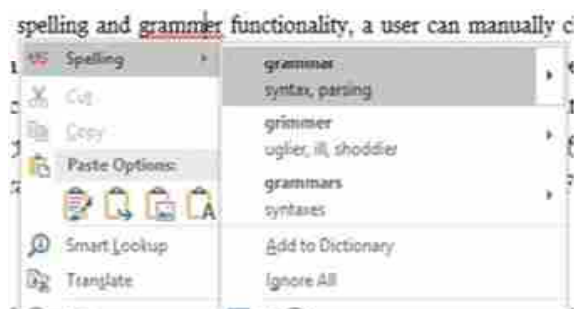 spelling and grammer functionality, a user can manually c
Spelling
Cut
Copy
Paste Options:
Smart Lookup
Translate
grammar
syntax, parsing
grimmer
uglier, ill, shoddier
grammars
syntaxes
Add to Dictionary
Ignore All